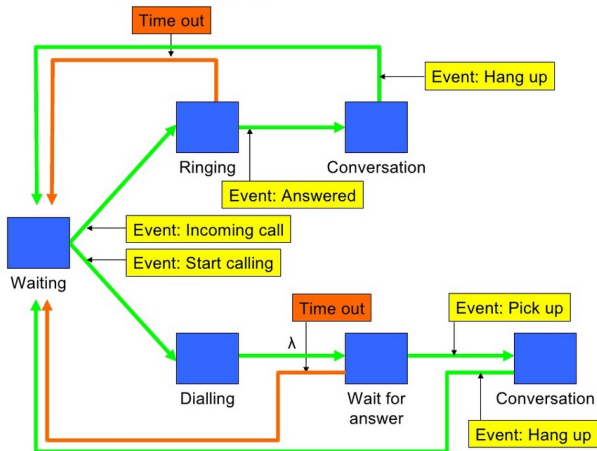 Time out
Event: Hang up
Ringing
Conversation
Event: Answered
Event: Incoming call
Event: Start calling
Waiting
Time out
Event: Pick up
λ
Dialling
Wait for
answer
Conversation
Event: Hang up